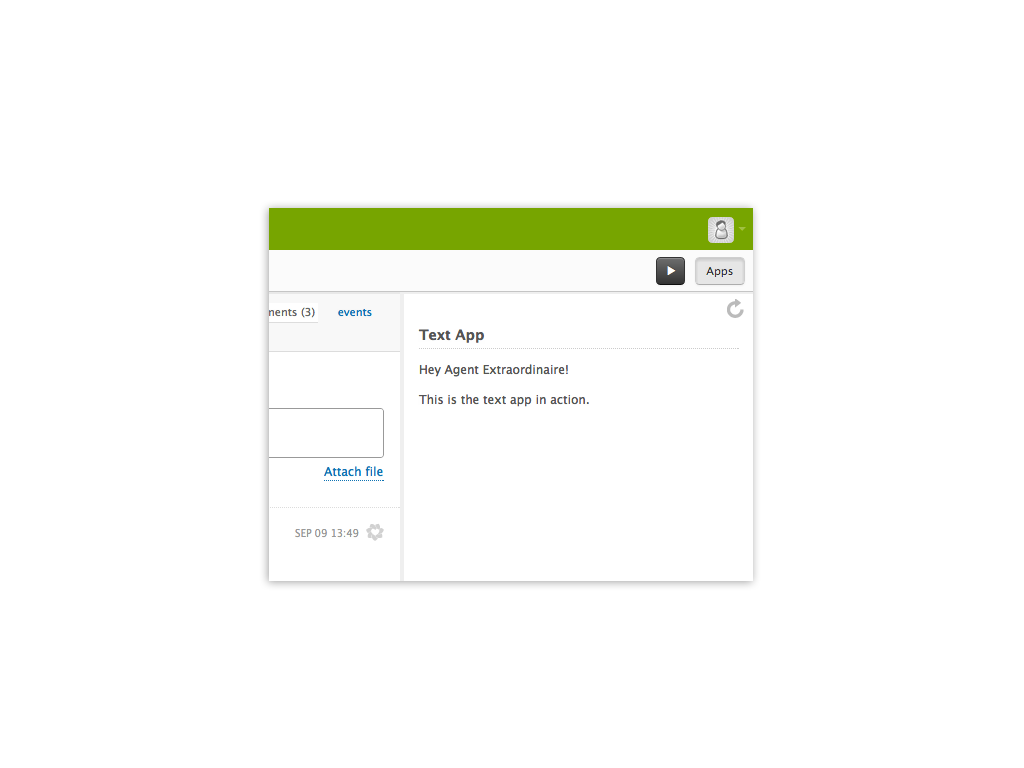 Apps
ments (3) events
Text App
Hey Agent Extraordinaire!
This is the text app in action.
Attach file
SEP 09 13:49